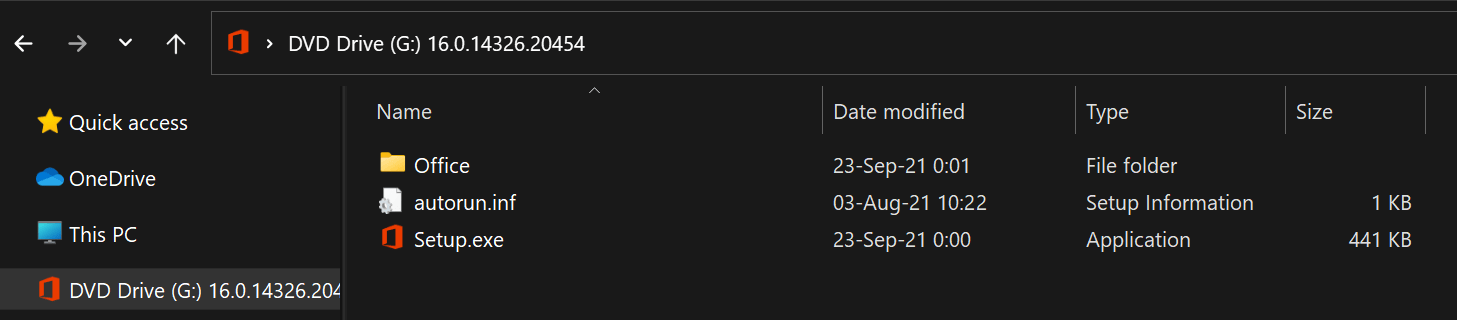 DVD Drive (G:) 16.0.14326.20454
Name Date modified Type Size
Quick access
Office 23-Sep-21 0:01 File folder
OneDrive
autorun.inf 03-Aug-21 10:22 Setup Information 1 KB
This PC
Setup.exe 23-Sep-21 0:00 Application 441 KB
DVD Drive (G:) 16.0.14326.204